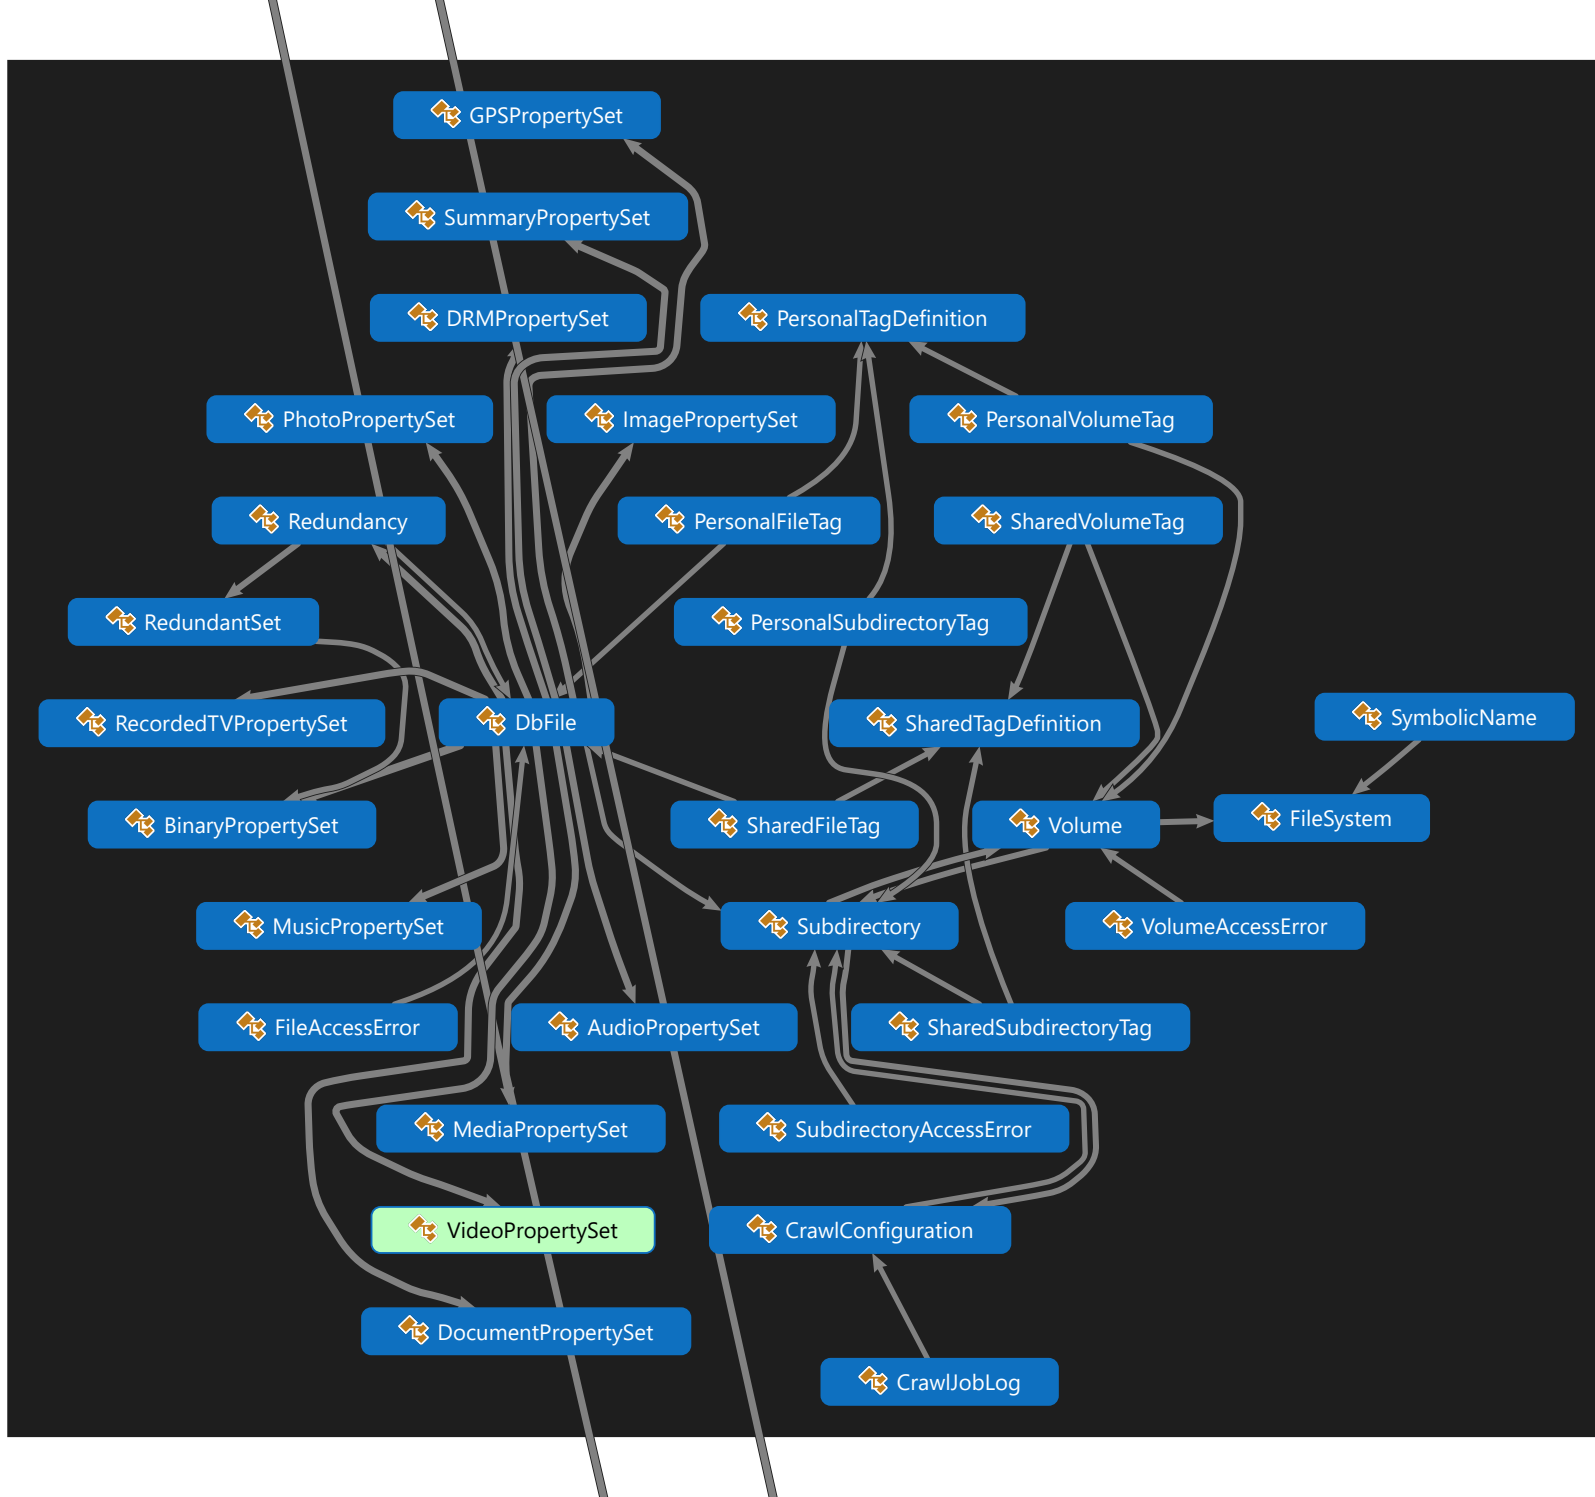 GPSPropertySet
SummaryPropertySet
DRMPropertySet
PersonalTagDefinition
PhotoPropertySet
ImagePropertySet
PersonalVolumeTag
Redundancy
PersonalFileTag
SharedVolumeTag
RedundantSet
PersonalSubdirectoryTag
RecordedTVPropertySet
DbFile
SharedTagDefinition
SymbolicName
BinaryPropertySet
SharedFileTag
Volume
FileSystem
MusicPropertySet
Subdirectory
VolumeAccessError
FileAccessError
AudioPropertySet
SharedSubdirectoryTag
MediaPropertySet
SubdirectoryAccessError
VideoPropertySet
CrawlConfiguration
DocumentPropertySet
CrawlJobLog